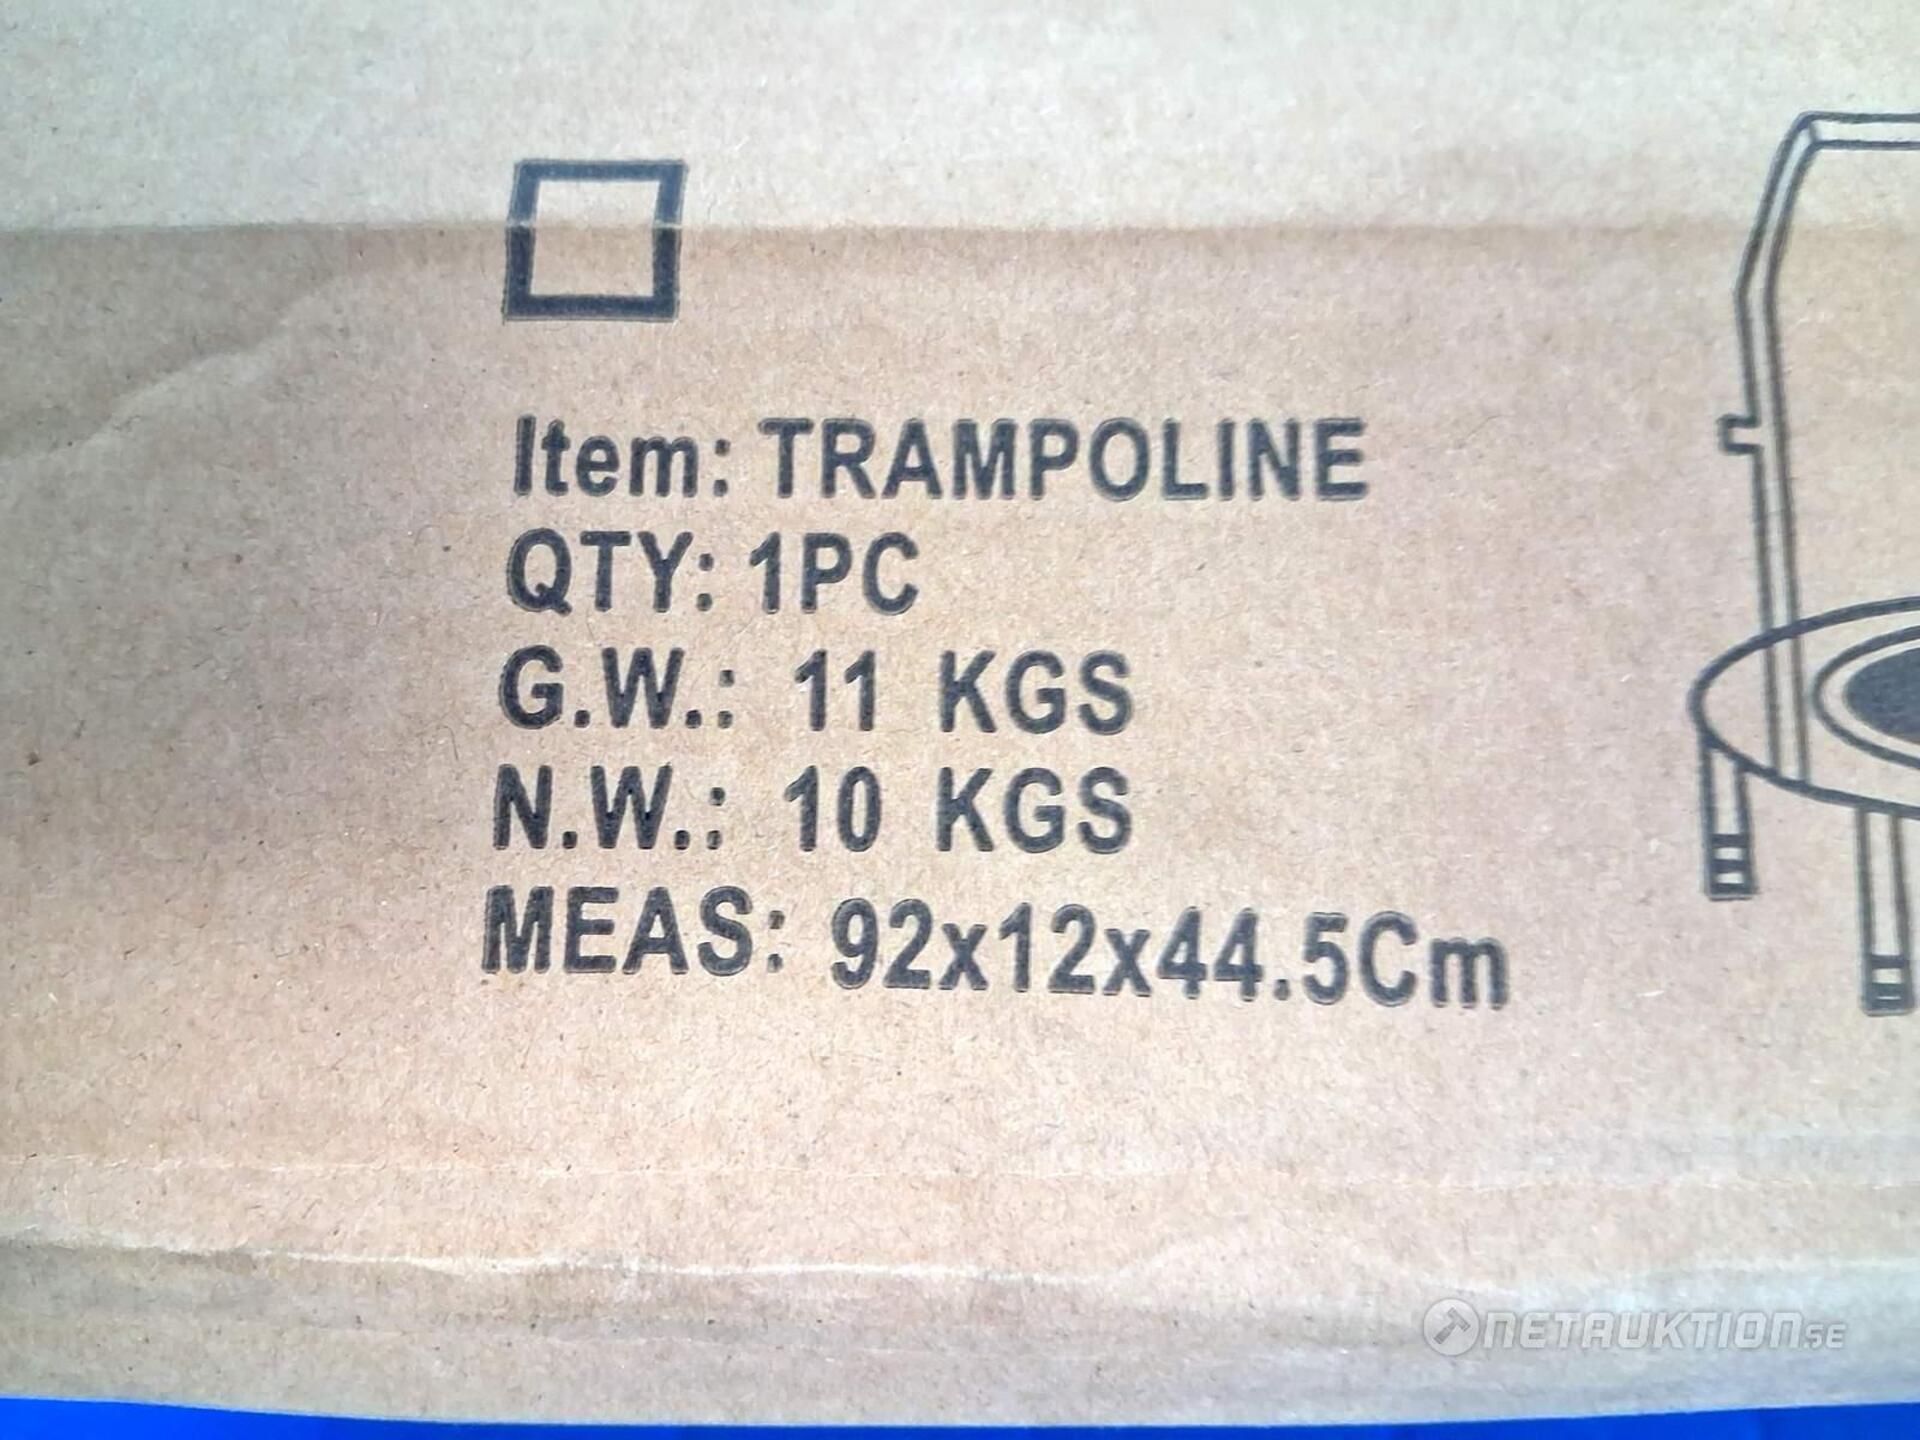 Item: TRAMPOLINE
QTY: 1PC
G.W.: 11 KGS
N.W.: 10 KGS
MEAS: 92x12x44.5Cm
NETAUKTION.SE